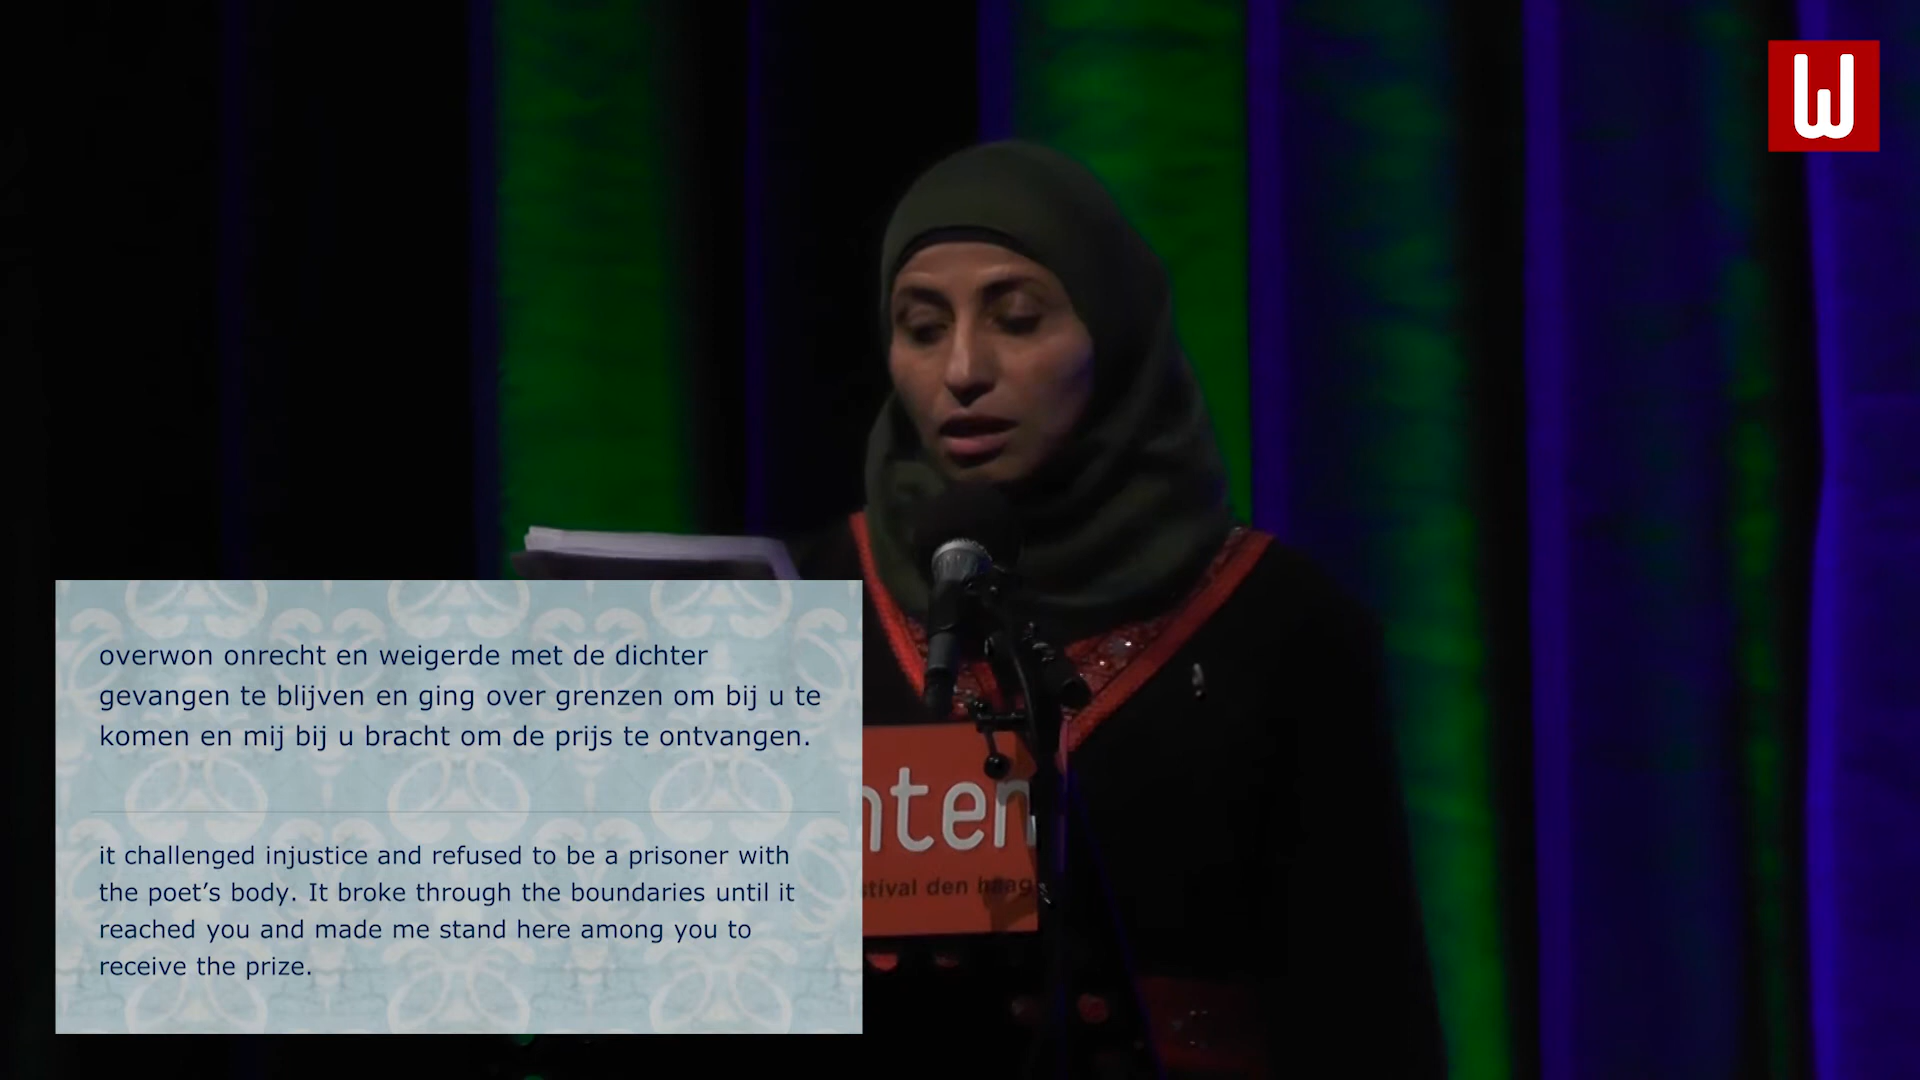 W
overwon onrecht en weigerde met de dichter
gevangen te blijven en ging over grenzen om bij u te
komen en mij bij u bracht om de prijs te ontvangen.
it challenged injustice and refused to be a prisoner with
the poet’s body. It broke through the boundaries until it
reached you and made me stand here among you to
receive the prize.
nten
stival den haag